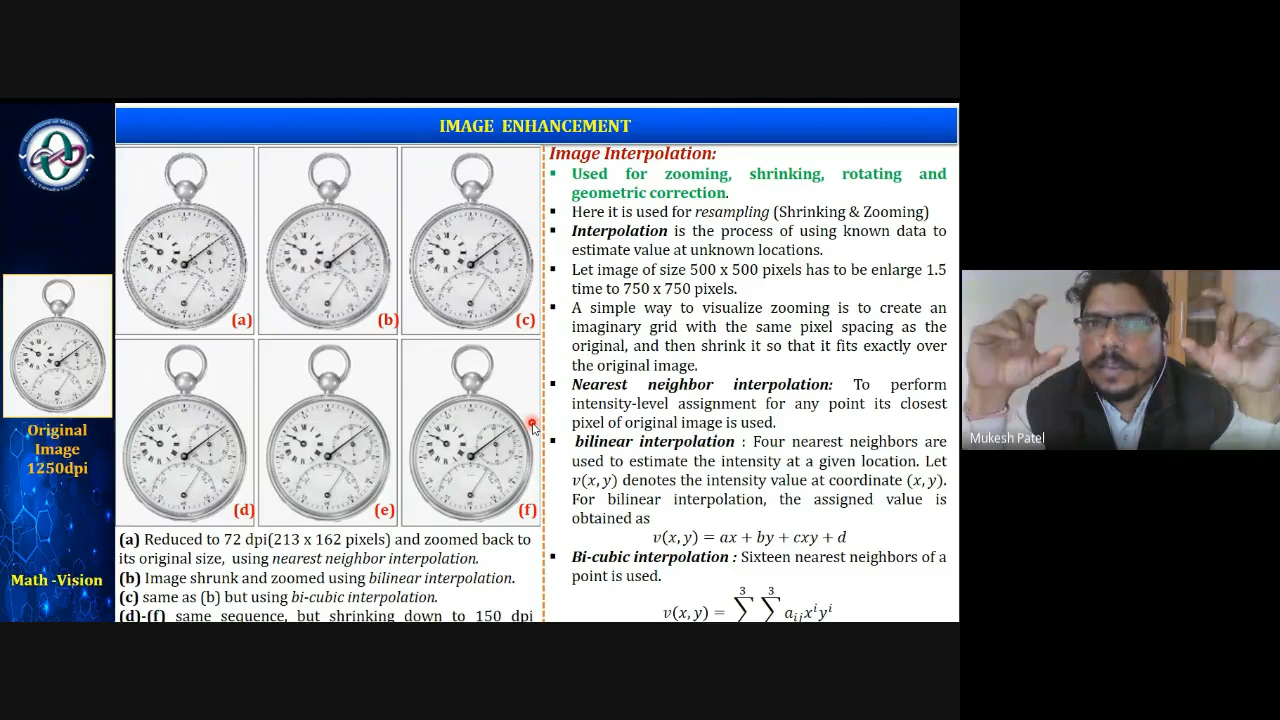 IMAGE ENHANCEMENT
Original
Image
1250dpi
Math -Vision
(a)
(b)
(c)
(d)
(e)
(f)
(a) Reduced to 72 dpi(213 x 162 pixels) and zoomed back to
its original size, using nearest neighbor interpolation.
(b) Image shrunk and zoomed using bilinear interpolation.
(c) same as (b) but using bi-cubic interpolation.
(d)-(f) same sequence, but shrinking down to 150 dpi
Image Interpolation:
▪ Used for zooming, shrinking, rotating and
geometric correction.
▪ Here it is used for resampling (Shrinking & Zooming)
▪ Interpolation is the process of using known data to
estimate value at unknown locations.
▪ Let image of size 500 x 500 pixels has to be enlarge 1.5
time to 750 x 750 pixels.
▪ A simple way to visualize zooming is to create an
imaginary grid with the same pixel spacing as the
original, and then shrink it so that it fits exactly over
the original image.
▪ Nearest neighbor interpolation: To perform
intensity-level assignment for any point its closest
pixel of original image is used.
▪ bilinear interpolation : Four nearest neighbors are
used to estimate the intensity at a given location. Let
v(x, y) denotes the intensity value at coordinate (x, y).
For bilinear interpolation, the assigned value is
obtained as
v(x, y) = ax + by + cxy + d
▪ Bi-cubic interpolation : Sixteen nearest neighbors of a
point is used.
3 3
v(x, y) = ∑ ∑ aᵢⱼxⁱyʲ
Mukesh Patel